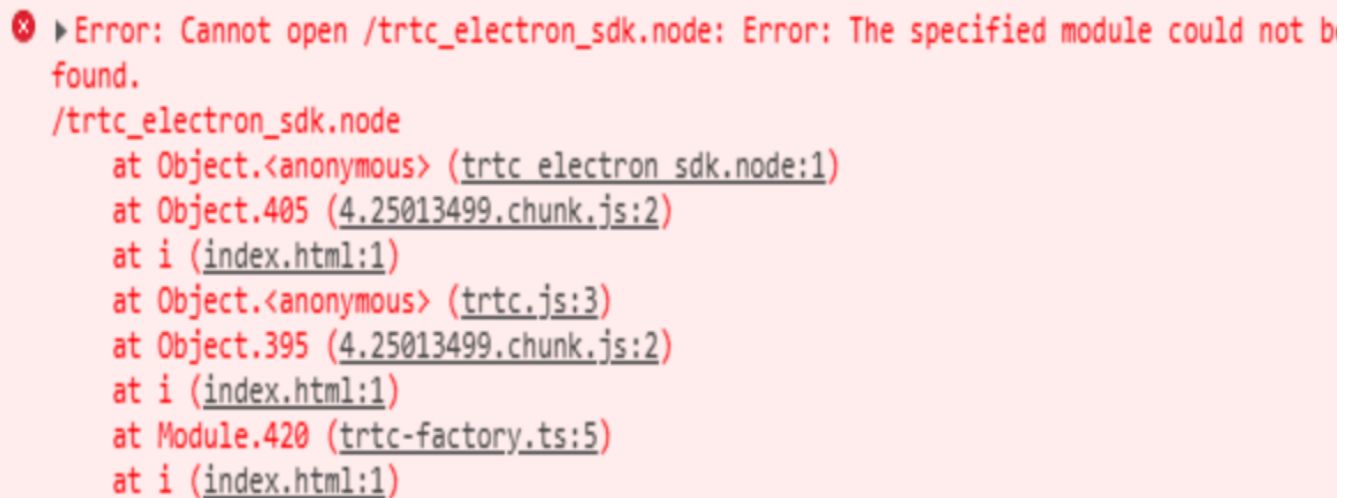 Error: Cannot open /trtc_electron_sdk.node: Error: The specified module could not be
found.
/trtc_electron_sdk.node
at Object.<anonymous> (trtc_electron_sdk.node:1)
at Object.405 (4.25013499.chunk.js:2)
at i (index.html:1)
at Object.<anonymous> (trtc.js:3)
at Object.395 (4.25013499.chunk.js:2)
at i (index.html:1)
at Module.420 (trtc-factory.ts:5)
at i (index.html:1)